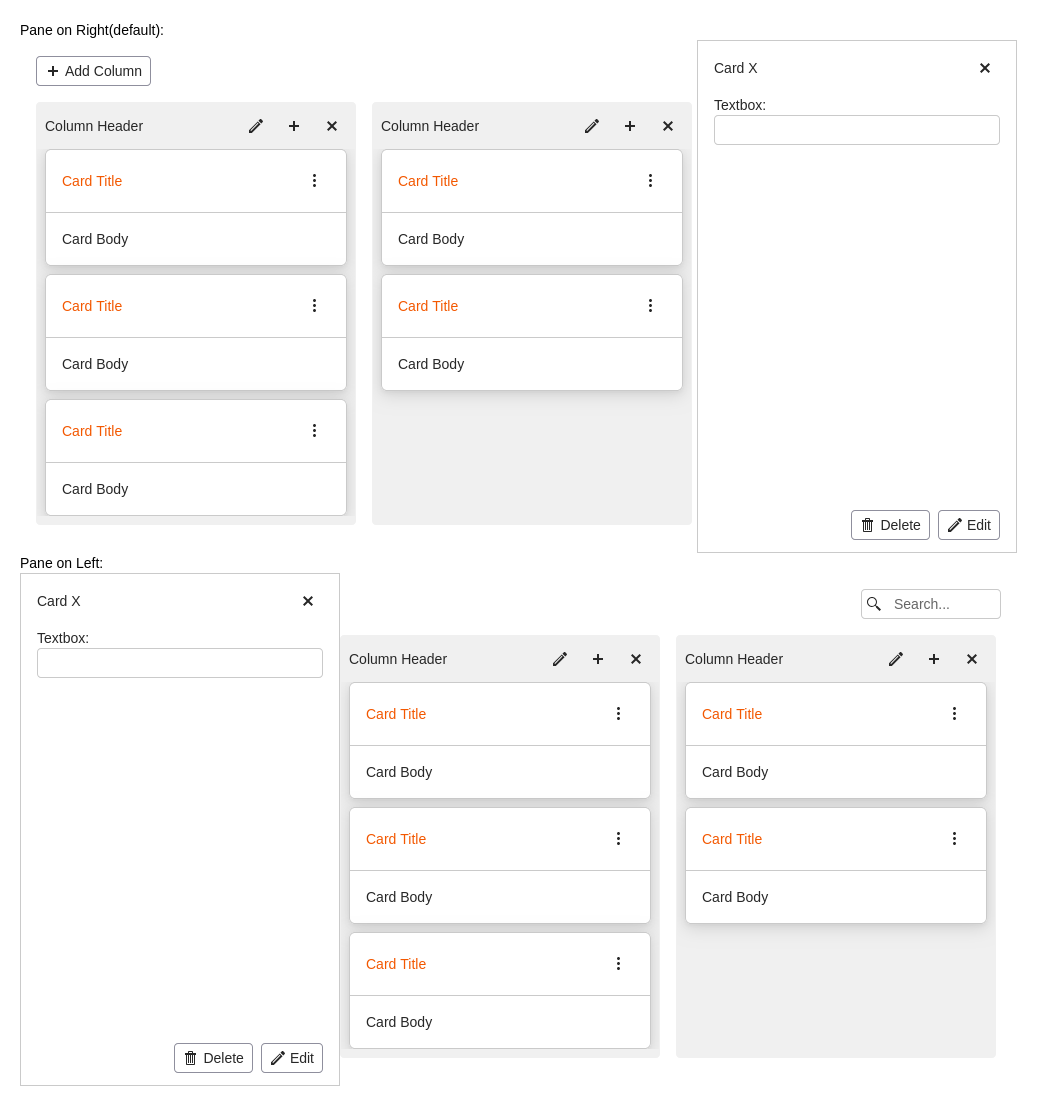 Pane on Right(default):
Add Column
Column Header
Card Title
Card Body
Card Title
Card Body
Card Title
Card Body
Column Header
Card Title
Card Body
Card Title
Card Body
Card X
Textbox:
Delete
Edit
Pane on Left:
Card X
Textbox:
Delete
Edit
Search...
Column Header
Card Title
Card Body
Card Title
Card Body
Card Title
Card Body
Column Header
Card Title
Card Body
Card Title
Card Body